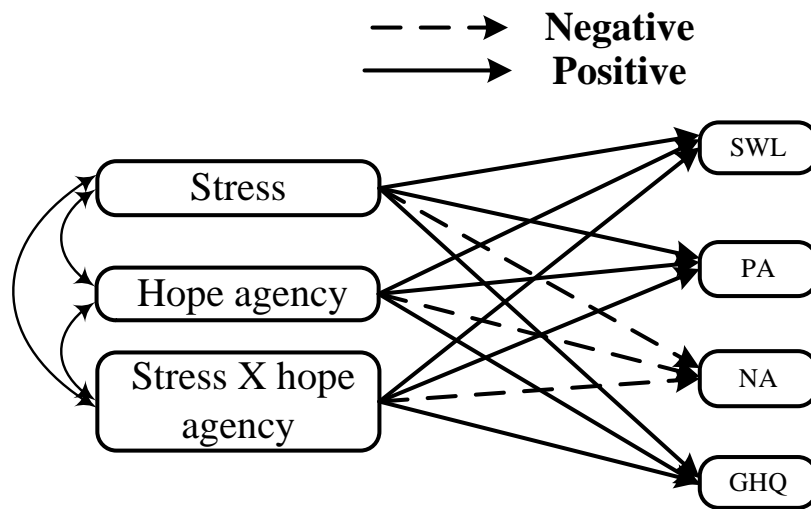 Negative
Positive
Stress
Hope agency
Stress X hope
agency
SWL
PA
NA
GHQ